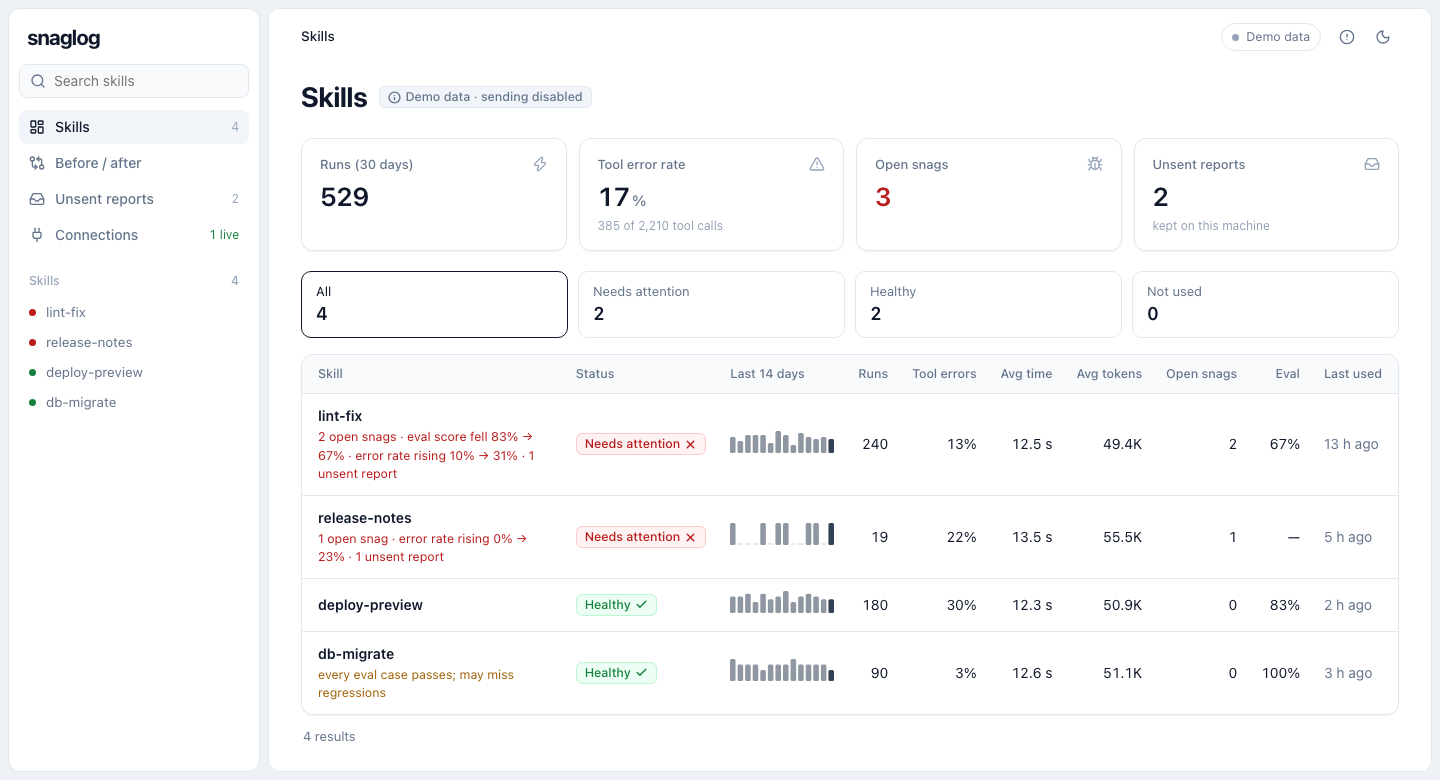 snaglog
Search skills
Skills 4
Before / after
Unsent reports 2
Connections 1 live
Skills 4
lint-fix
release-notes
deploy-preview
db-migrate
Skills
Demo data
Skills
Demo data · sending disabled
Runs (30 days)
529
Tool error rate
17 %
385 of 2,210 tool calls
Open snags
3
Unsent reports
2
kept on this machine
All
4
Needs attention
2
Healthy
2
Not used
0
Skill Status Last 14 days Runs Tool errors Avg time Avg tokens Open snags Eval Last used
lint-fix
2 open snags · eval score fell 83% →
67% · error rate rising 10% → 31% · 1
unsent report
Needs attention 240 13% 12.5 s 49.4K 2 67% 13 h ago
release-notes
1 open snag · error rate rising 0% →
23% · 1 unsent report
Needs attention 19 22% 13.5 s 55.5K 1 — 5 h ago
deploy-preview Healthy 180 30% 12.3 s 50.9K 0 83% 2 h ago
db-migrate
every eval case passes; may miss
regressions
Healthy 90 3% 12.6 s 51.1K 0 100% 3 h ago
4 results